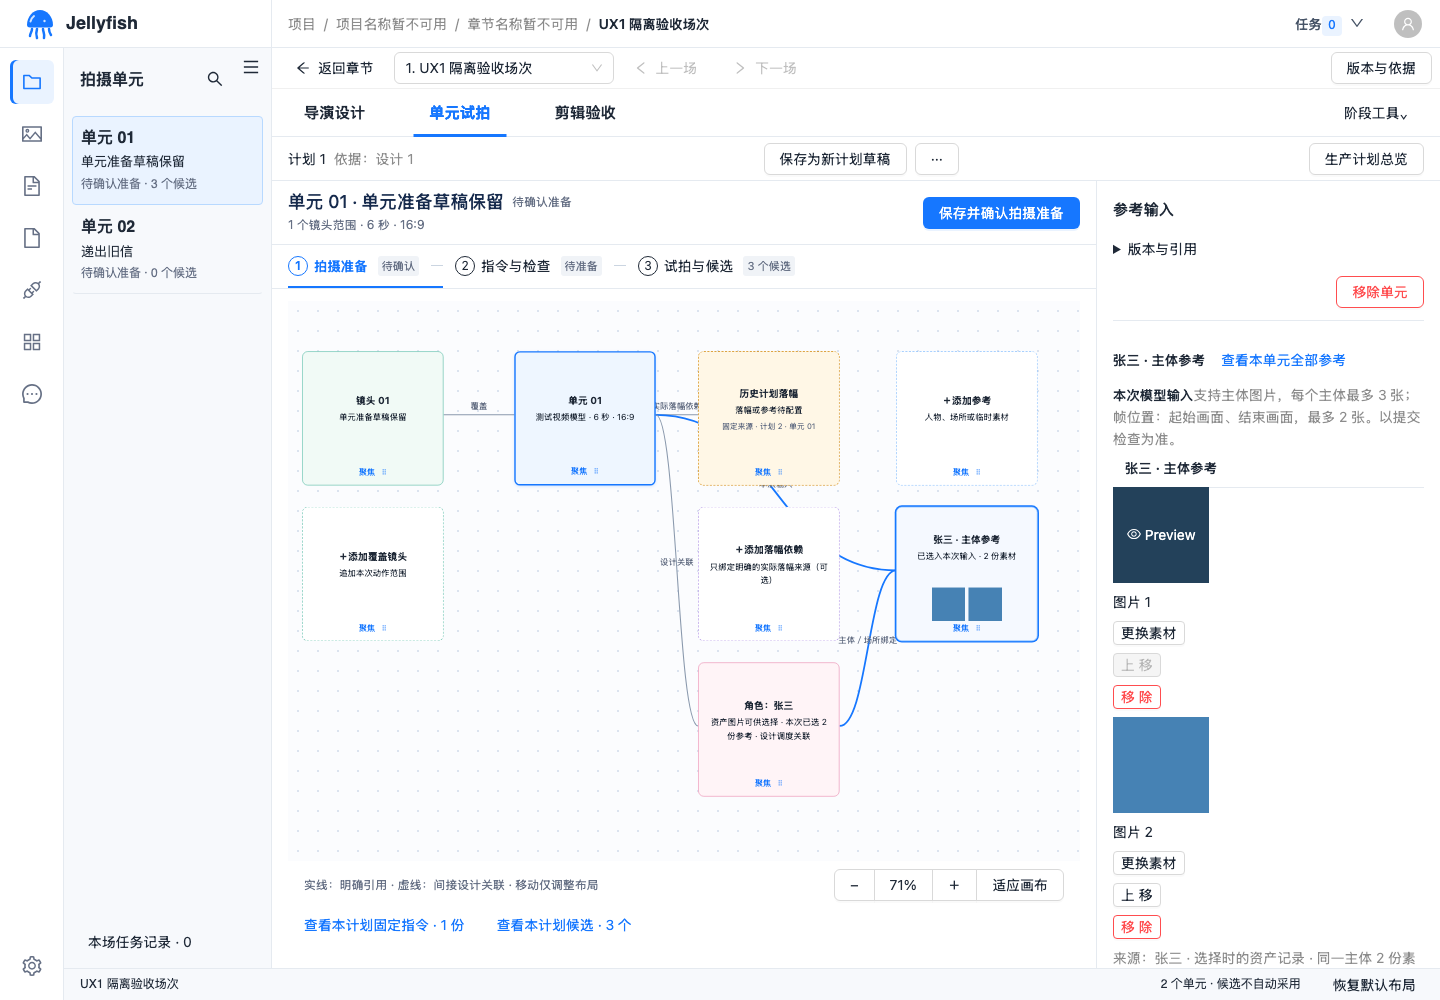 Jellyfish
项目 / 项目名称暂不可用 / 章节名称暂不可用 / UX1 隔离验收场次
任务 0
拍摄单元
返回章节
1. UX1 隔离验收场次
上一场
下一场
版本与依据
导演设计
单元试拍
剪辑验收
阶段工具
计划 1 依据：设计 1
保存为新计划草稿
...
生产计划总览
单元 01
单元准备草稿保留
待确认准备 · 3 个候选
单元 02
递出旧信
待确认准备 · 0 个候选
本场任务记录 · 0
单元 01 · 单元准备草稿保留 待确认准备
1 个镜头范围 · 6 秒 · 16:9
保存并确认拍摄准备
1 拍摄准备 待确认
2 指令与检查 待准备
3 试拍与候选 3 个候选
镜头 01
单元准备草稿保留
聚焦
覆盖
单元 01
测试视频模型 · 6 秒 · 16:9
聚焦
实际落幅依赖
历史计划落幅
落幅或参考待配置
固定来源 · 计划 2 · 单元 01
聚焦
＋添加参考
人物、场所或临时素材
聚焦
＋添加覆盖镜头
追加本次动作范围
聚焦
设计关联
＋添加落幅依赖
只绑定明确的实际落幅来源（可
选）
聚焦
张三 · 主体参考
已选入本次输入 · 2 份素材
聚焦
主体 / 场所绑定
角色：张三
资产图片可供选择 · 本次已选 2
份参考 · 设计调度关联
聚焦
实线：明确引用 · 虚线：间接设计关联 · 移动仅调整布局
− 71% + 适应画布
查看本计划固定指令 · 1 份
查看本计划候选 · 3 个
参考输入
版本与引用
移除单元
张三 · 主体参考 查看本单元全部参考
本次模型输入支持主体图片，每个主体最多 3 张；
帧位置：起始画面、结束画面，最多 2 张。以提交
检查为准。
张三 · 主体参考
Preview
图片 1
更换素材
上 移
移 除
图片 2
更换素材
上 移
移 除
来源：张三 · 选择时的资产记录 · 同一主体 2 份素
UX1 隔离验收场次
2 个单元 · 候选不自动采用
恢复默认布局